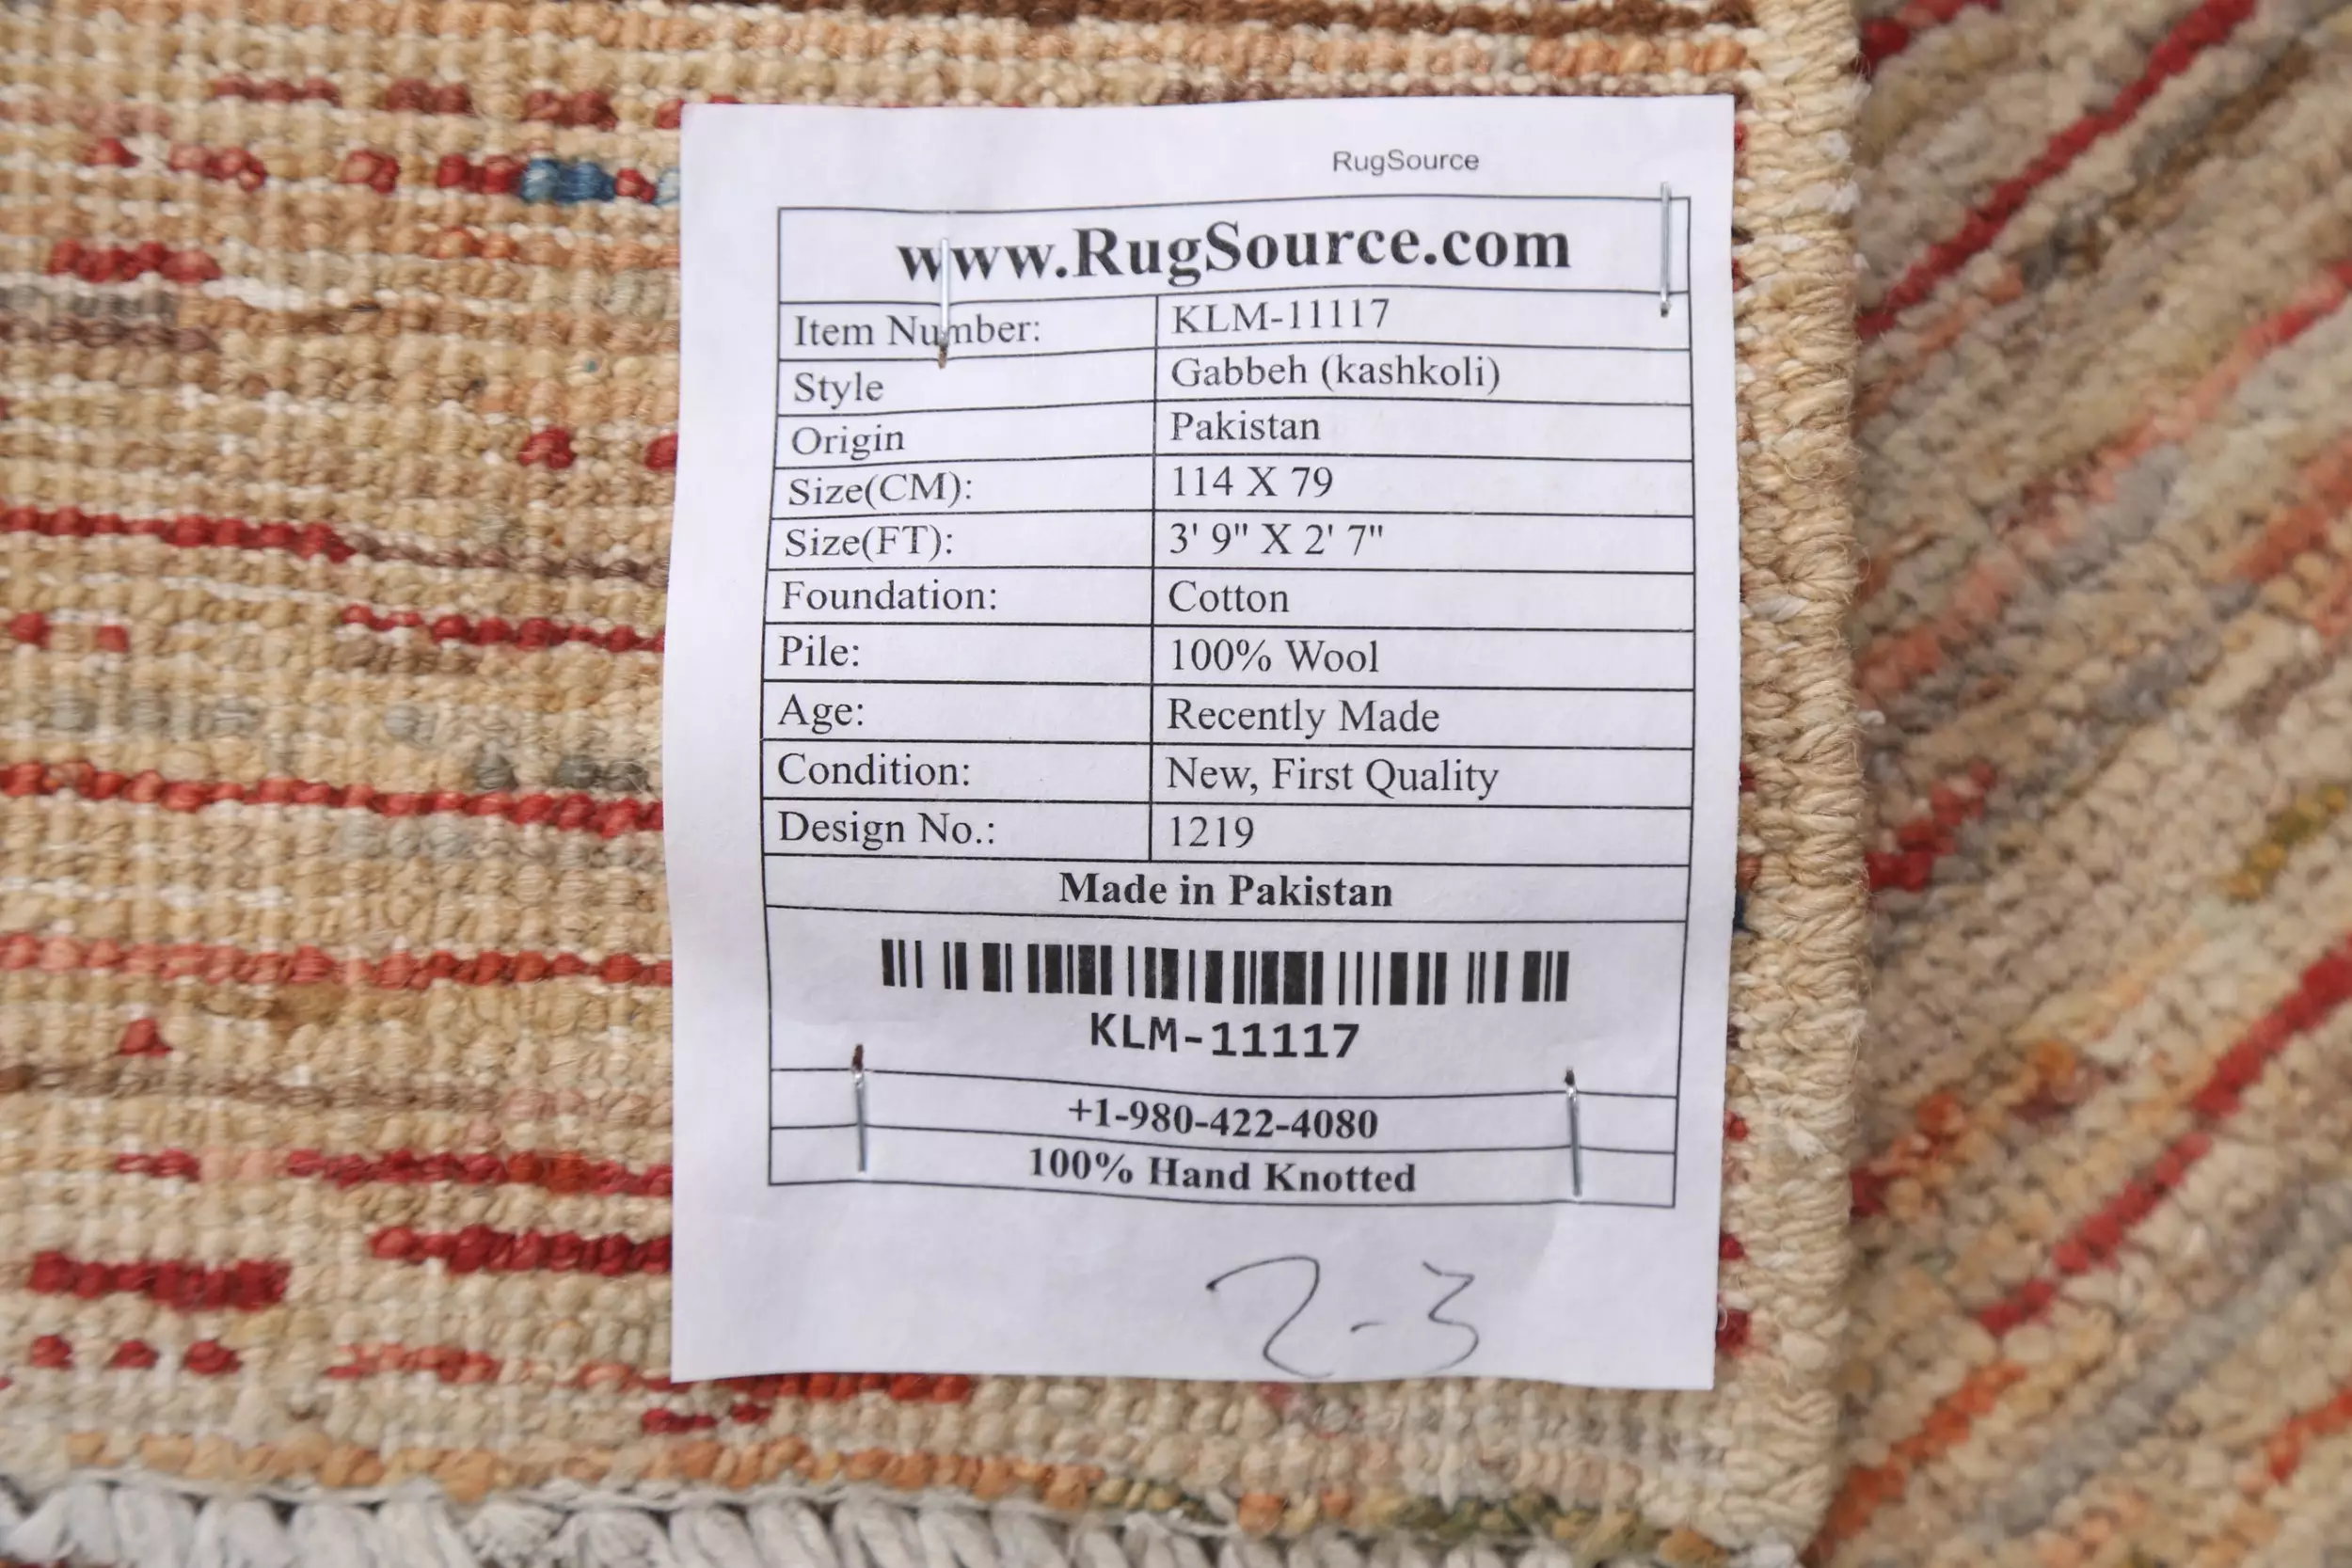 RugSource
www.RugSource.com
Item Number: KLM-11117
Style Gabbeh (kashkoli)
Origin Pakistan
Size(CM): 114 X 79
Size(FT): 3' 9" X 2' 7"
Foundation: Cotton
Pile: 100% Wool
Age: Recently Made
Condition: New, First Quality
Design No.: 1219
Made in Pakistan
KLM-11117
+1-980-422-4080
100% Hand Knotted
2-3